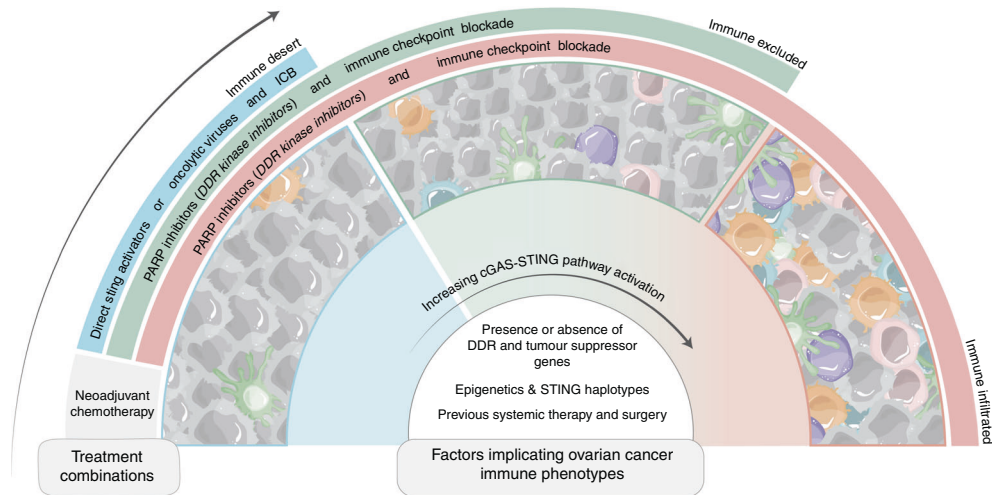 Immune desert
Immune excluded
Immune infiltrated
Direct sting activators or oncolytic viruses and ICB
PARP inhibitors (DDR kinase inhibitors) and immune checkpoint blockade
PARP inhibitors (DDR kinase inhibitors) and immune checkpoint blockade
Increasing cGAS-STING pathway activation
Presence or absence of
DDR and tumour suppressor
genes
Epigenetics & STING haplotypes
Previous systemic therapy and surgery
Neoadjuvant
chemotherapy
Treatment
combinations
Factors implicating ovarian cancer
immune phenotypes